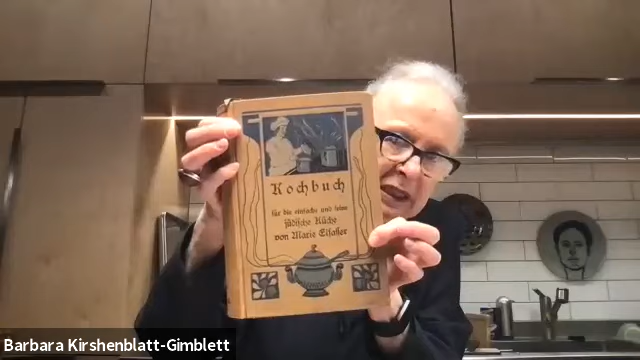 Kochbuch
für die einfache und feine
jüdische Küche
von Marie Elsasser
Barbara Kirshenblatt-Gimblett